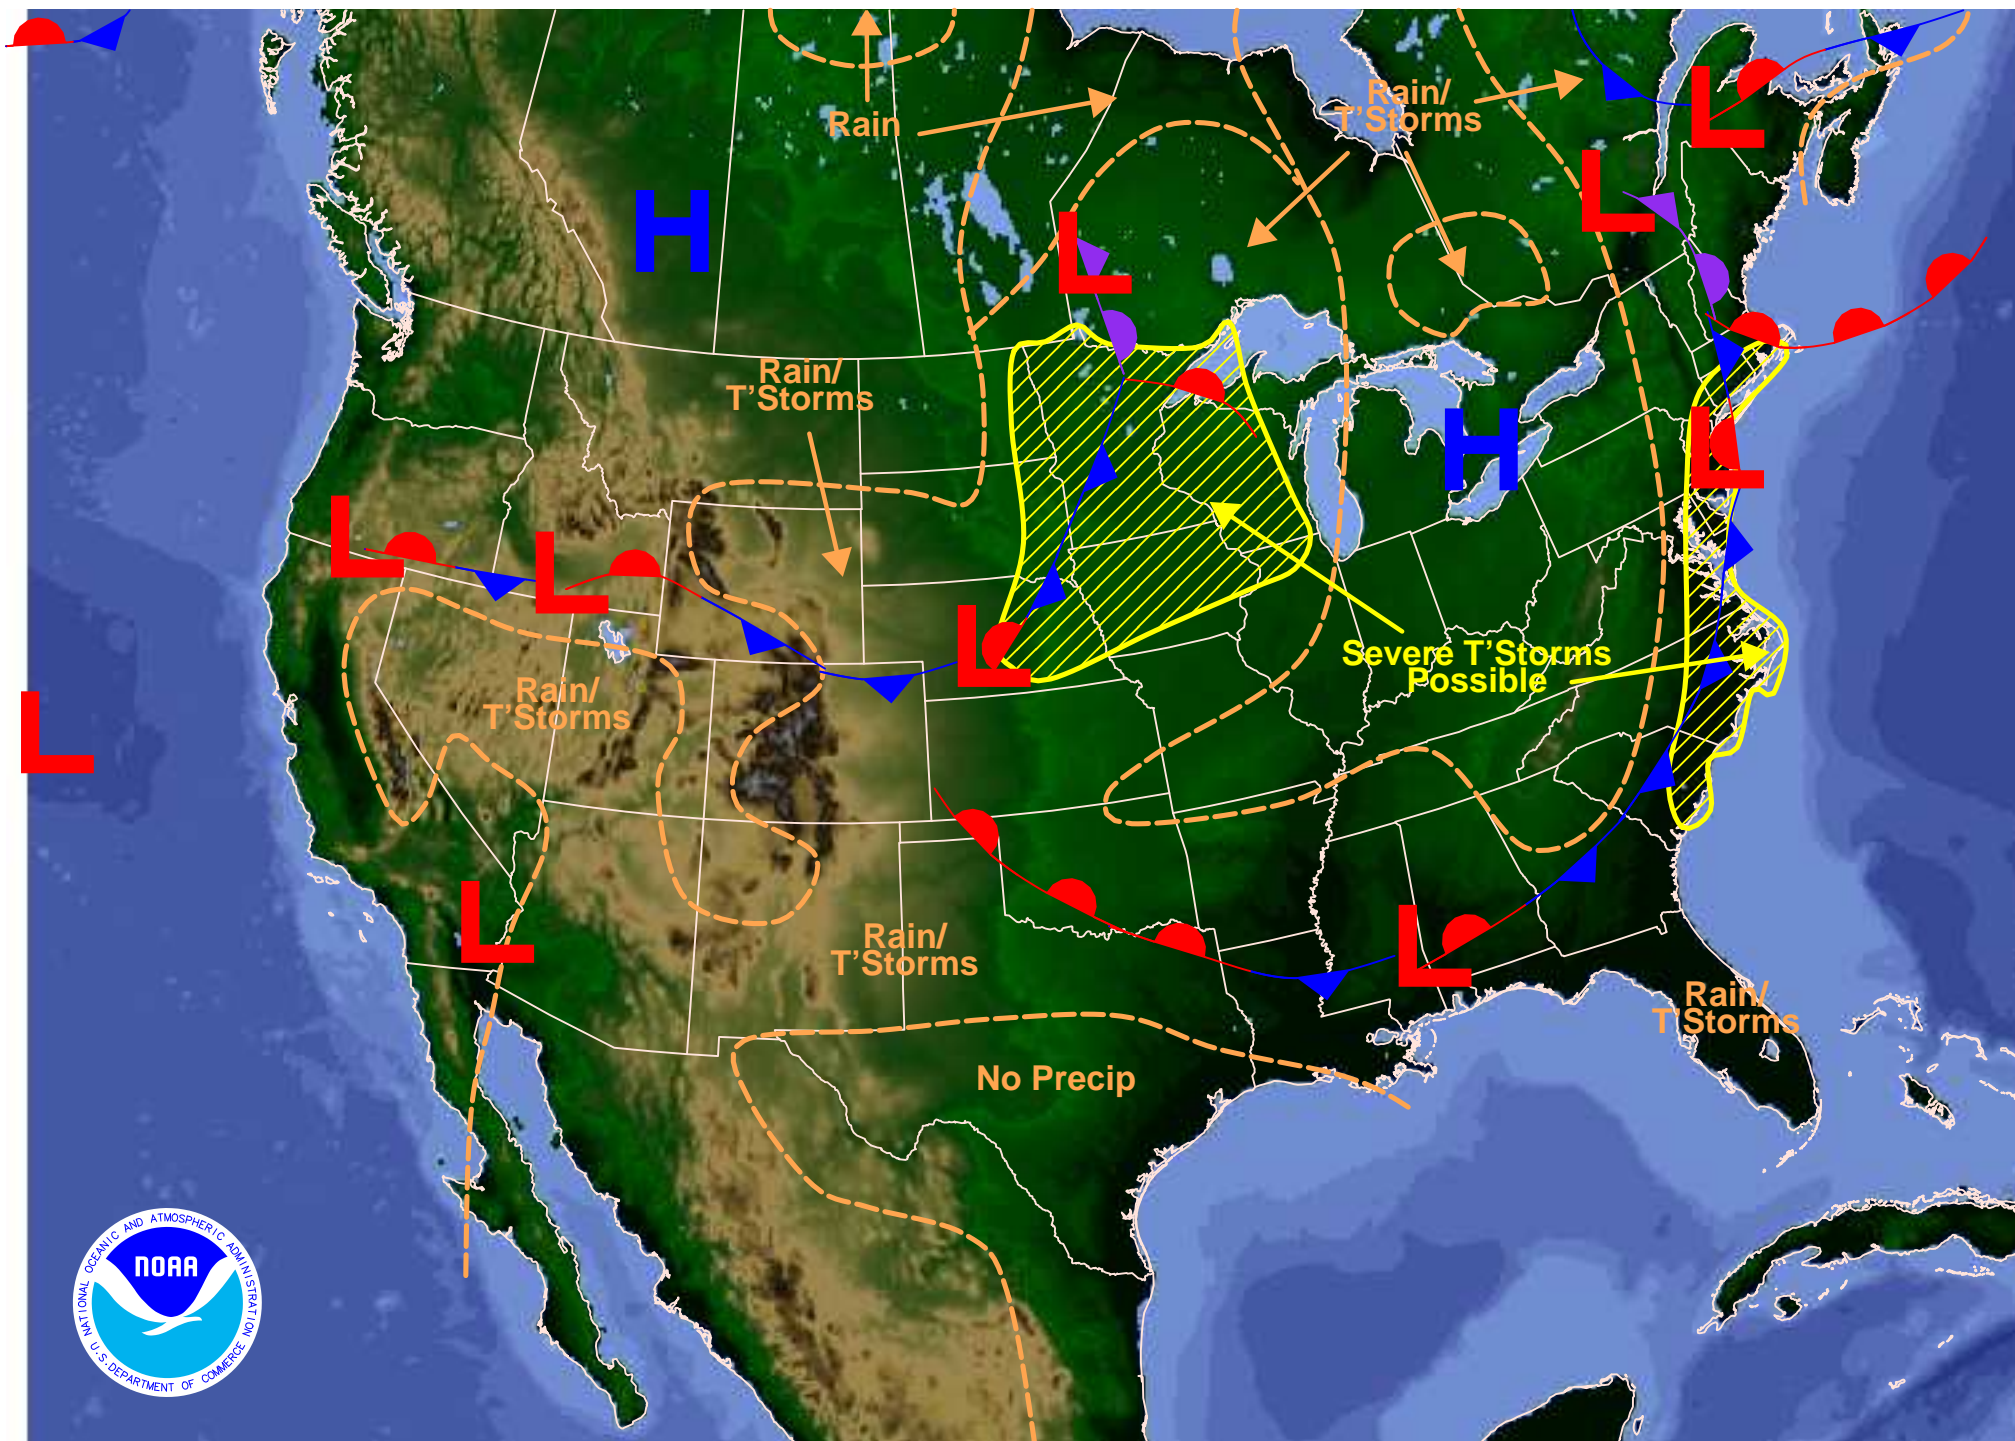 Rain/
T'Storms
Rain
H
L
L
L
Rain/
T'Storms
H
L
L
L
L
Severe T'Storms
Possible
Rain/
T'Storms
L
L
L
Rain/
T'Storms
Rain/
T'Storms
No Precip
NATIONAL OCEANIC AND ATMOSPHERIC ADMINISTRATION
NOAA
U.S. DEPARTMENT OF COMMERCE